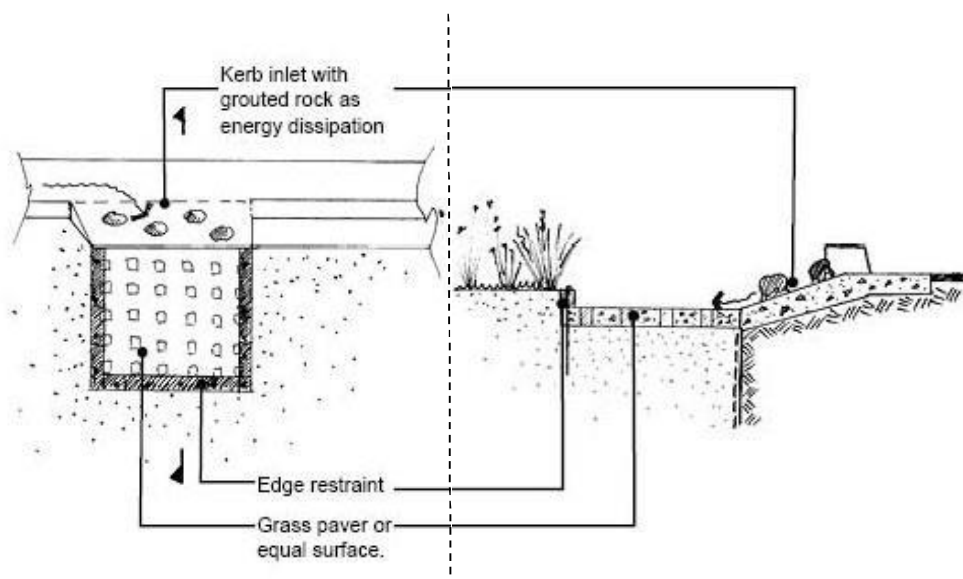 Kerb inlet with
grouted rock as
energy dissipation
Edge restraint
Grass paver or
equal surface.